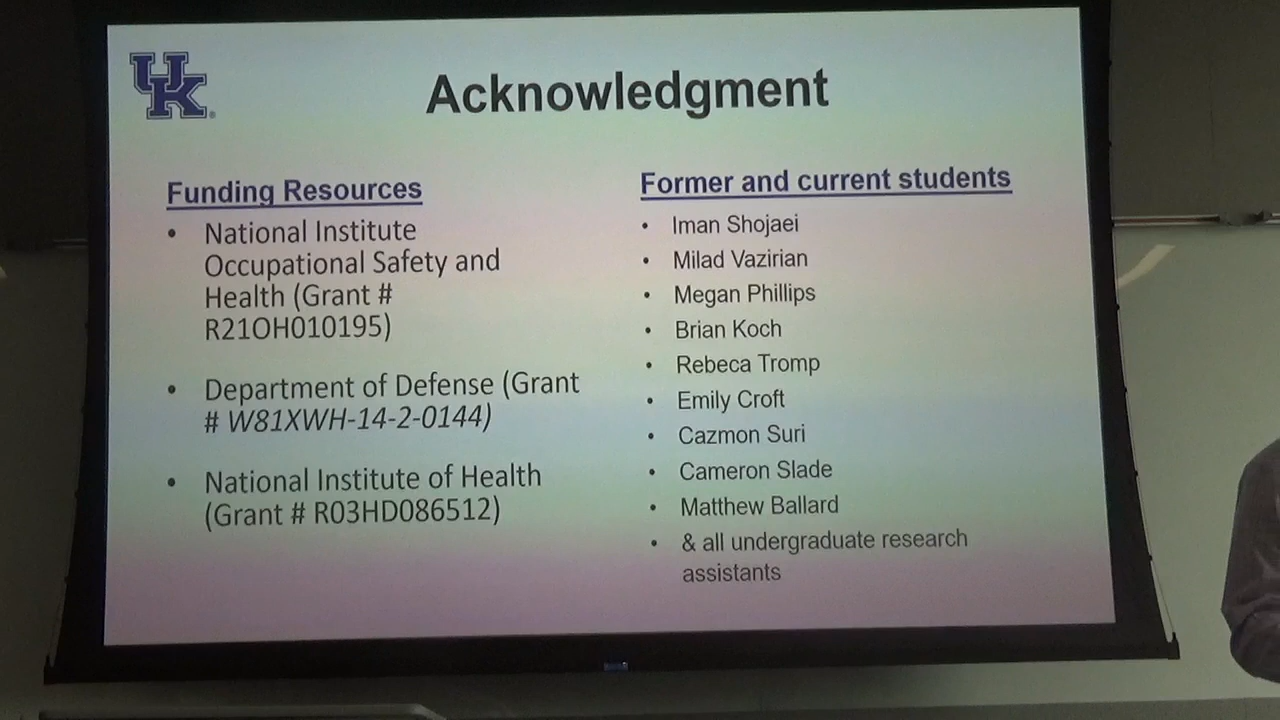 UK
Acknowledgment
Funding Resources
• National Institute
Occupational Safety and
Health (Grant #
R21OH010195)
• Department of Defense (Grant
# W81XWH-14-2-0144)
• National Institute of Health
(Grant # R03HD086512)
Former and current students
• Iman Shojaei
• Milad Vazirian
• Megan Phillips
• Brian Koch
• Rebeca Tromp
• Emily Croft
• Cazmon Suri
• Cameron Slade
• Matthew Ballard
• & all undergraduate research
assistants